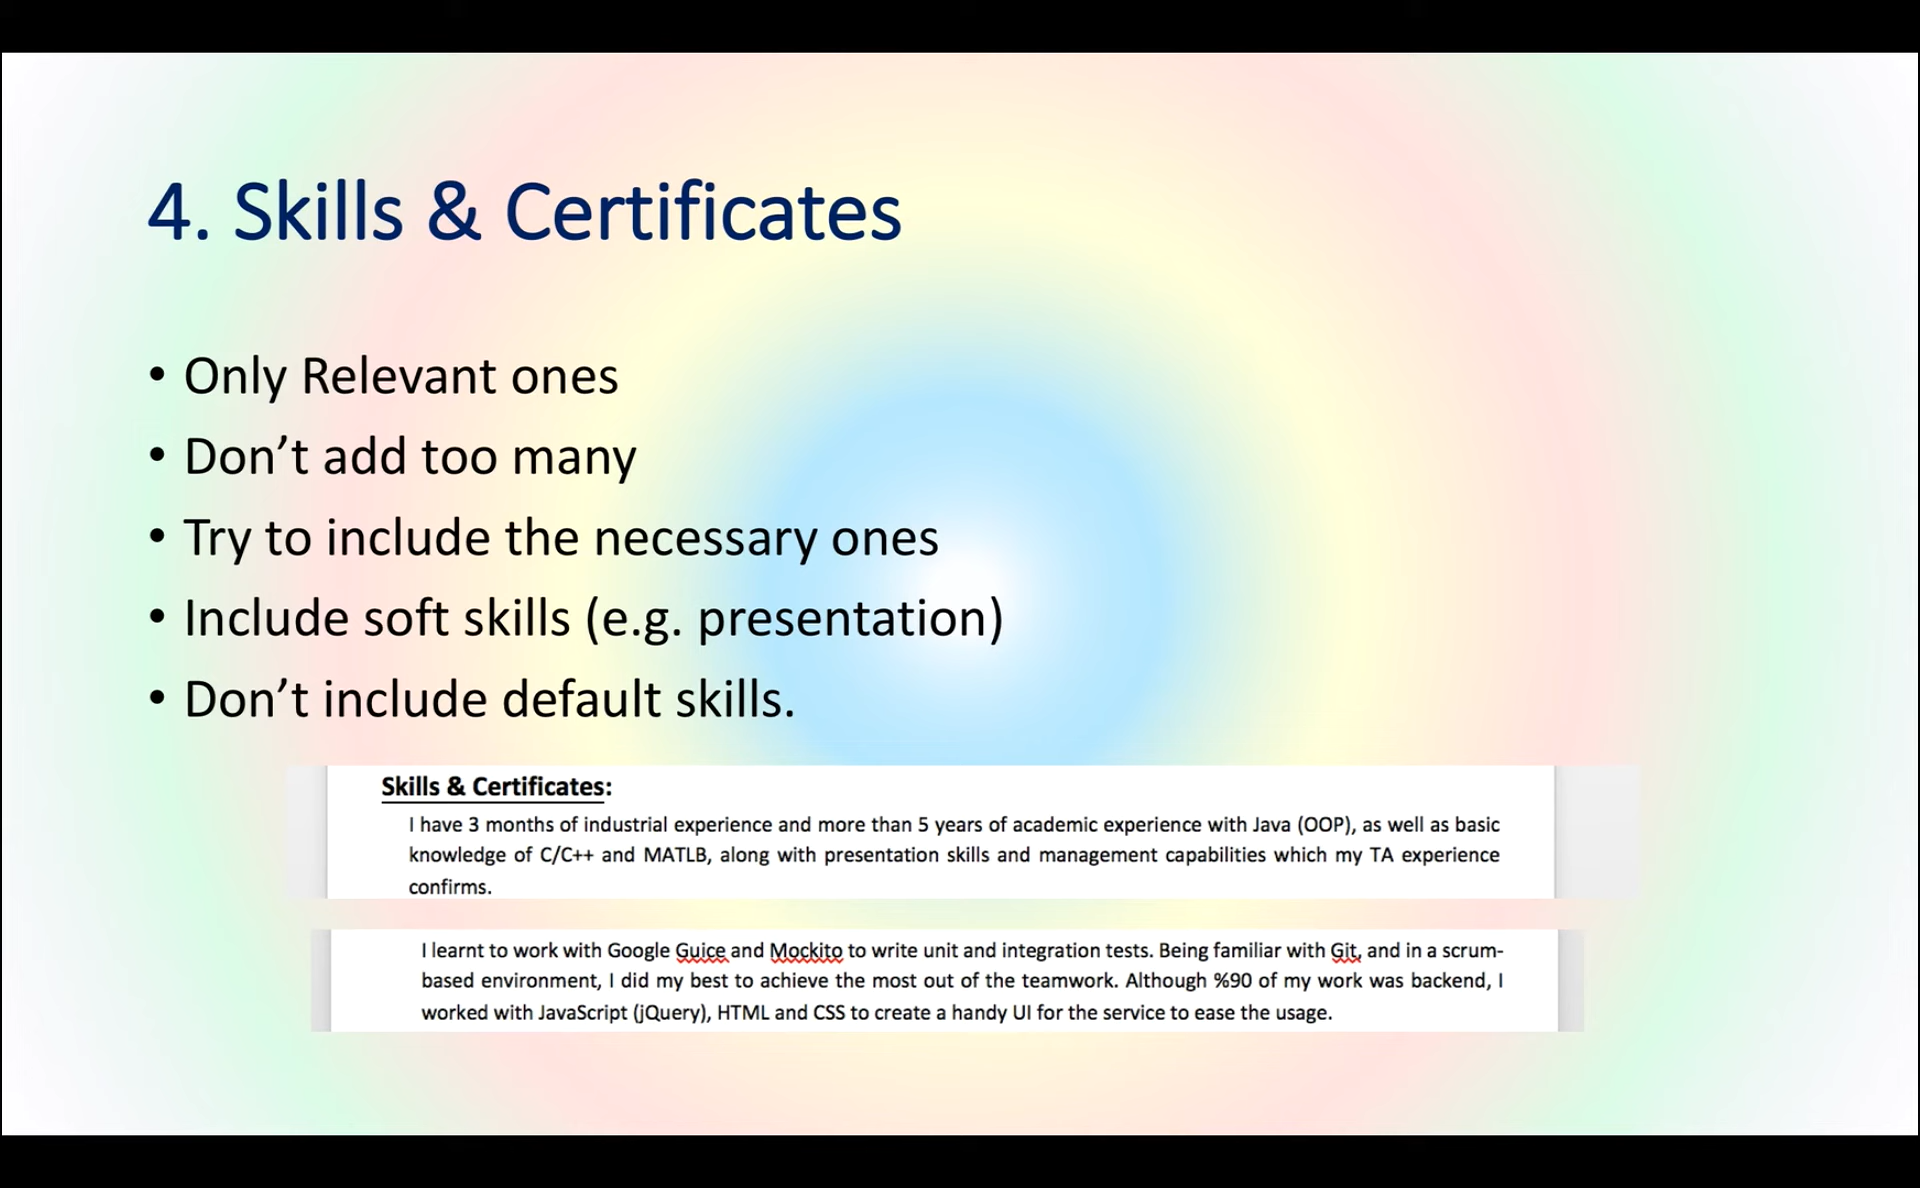 4. Skills & Certificates
• Only Relevant ones
• Don’t add too many
• Try to include the necessary ones
• Include soft skills (e.g. presentation)
• Don’t include default skills.
Skills & Certificates:
I have 3 months of industrial experience and more than 5 years of academic experience with Java (OOP), as well as basic
knowledge of C/C++ and MATLB, along with presentation skills and management capabilities which my TA experience
confirms.
I learnt to work with Google Guice and Mockito to write unit and integration tests. Being familiar with Git, and in a scrum-
based environment, I did my best to achieve the most out of the teamwork. Although %90 of my work was backend, I
worked with JavaScript (jQuery), HTML and CSS to create a handy UI for the service to ease the usage.